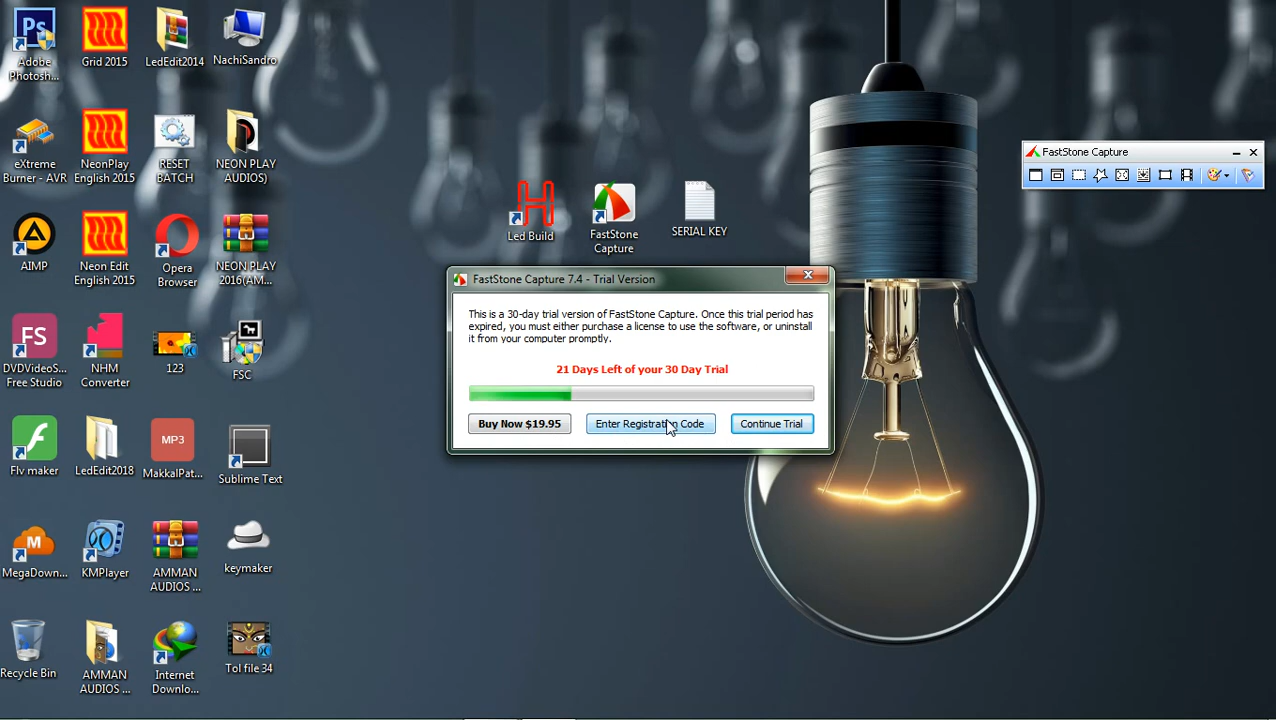 Ps
Adobe
Photosh...
Grid 2015
LedEdit2014
NachiSandro
eXtreme
Burner - AVR
NeonPlay
English 2015
RESET
BATCH
NEON PLAY
AUDIOS)
AIMP
Neon Edit
English 2015
Opera
Browser
NEON PLAY
2016(AM...
FS
DVDVideoS...
Free Studio
NHM
Converter
123
FSC
Flv maker
LedEdit2018
MP3
MakkalPat...
Sublime Text
M
MegaDown...
KMPlayer
AMMAN
AUDIOS ...
keymaker
Recycle Bin
AMMAN
AUDIOS ...
Internet
Downlo...
Tol file 34
Led Build
FastStone
Capture
SERIAL KEY
FastStone Capture
FastStone Capture 7.4 - Trial Version
This is a 30-day trial version of FastStone Capture. Once this trial period has
expired, you must either purchase a license to use the software, or uninstall
it from your computer promptly.
21 Days Left of your 30 Day Trial
Buy Now $19.95
Enter Registration Code
Continue Trial